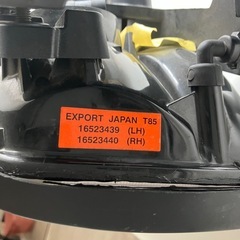 EXPORT JAPAN T85
16523439 (LH)
16523440 (RH)